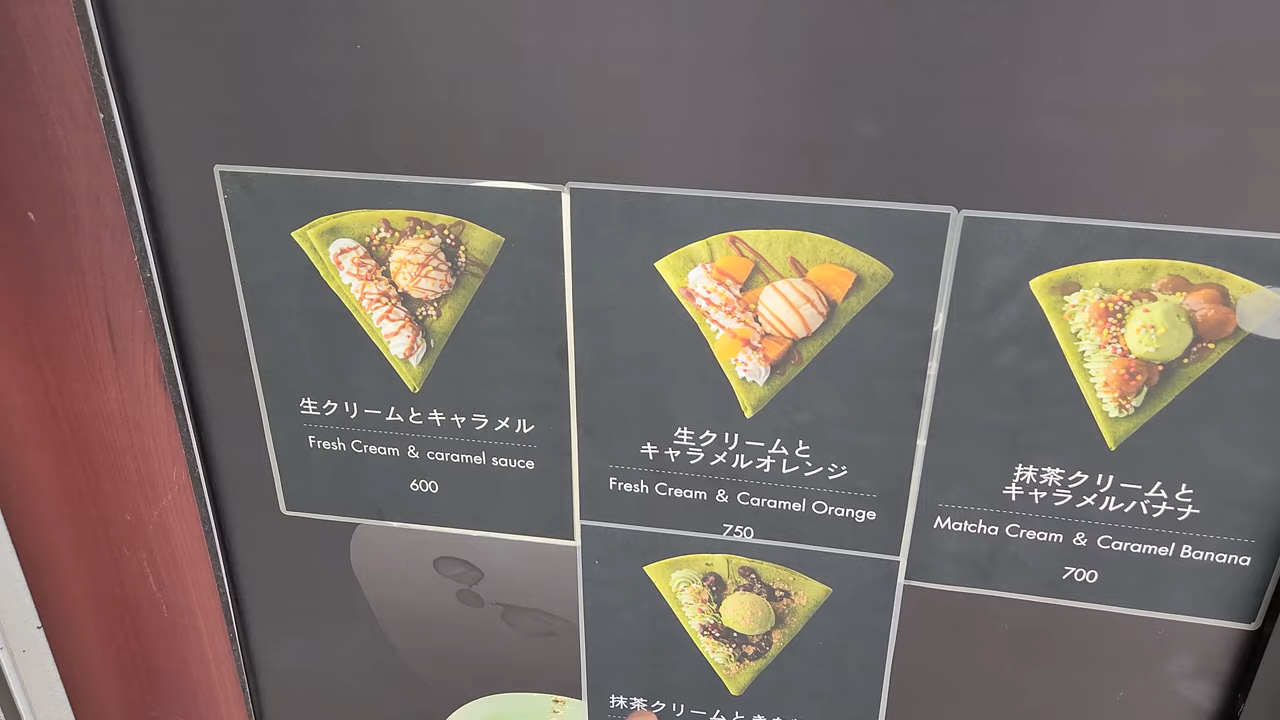 生クリームとキャラメル
Fresh Cream & caramel sauce
600
生クリームと
キャラメルオレンジ
Fresh Cream & Caramel Orange
750
抹茶クリームと
キャラメルバナナ
Matcha Cream & Caramel Banana
700
抹茶クリームと